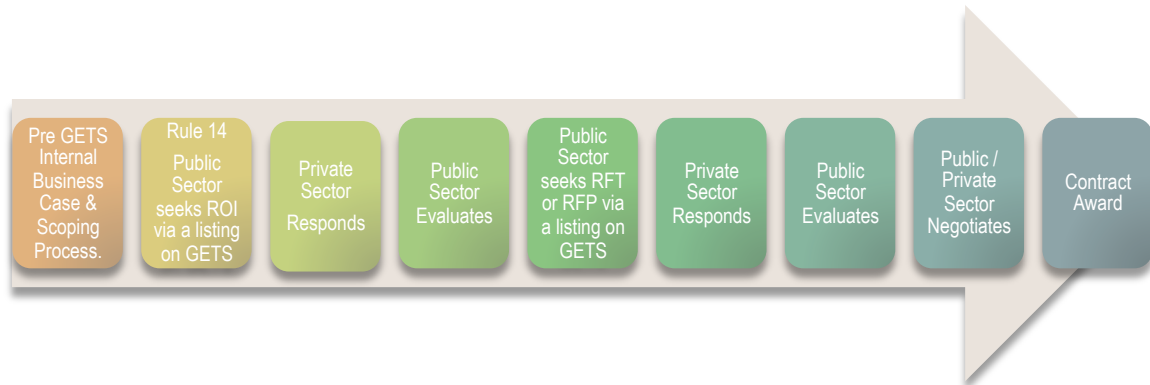 Pre GETS
Internal
Business
Case &
Scoping
Process.
Rule 14
Public
Sector
seeks ROI
via a listing
on GETS
Private
Sector
Responds
Public
Sector
Evaluates
Public
Sector
seeks RFT
or RFP via
a listing on
GETS
Private
Sector
Responds
Public
Sector
Evaluates
Public /
Private
Sector
Negotiates
Contract
Award